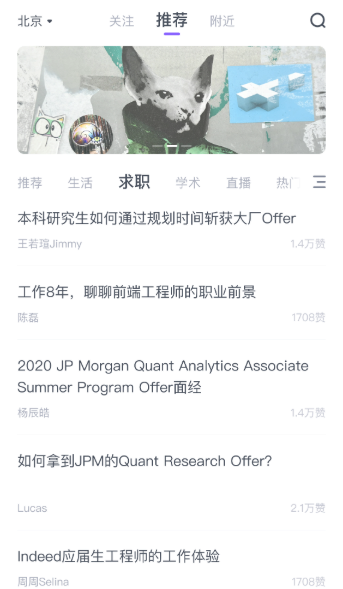 北京 关注 推荐 附近
推荐 生活 求职 学术 直播 热门
本科研究生如何通过规划时间斩获大厂Offer
王若瑄Jimmy 1.4万赞
工作8年，聊聊前端工程师的职业前景
陈磊 1708赞
2020 JP Morgan Quant Analytics Associate
Summer Program Offer面经
杨辰皓 1.4万赞
如何拿到JPM的Quant Research Offer?
Lucas 2.1万赞
Indeed应届生工程师的工作体验
周周Selina 1708赞